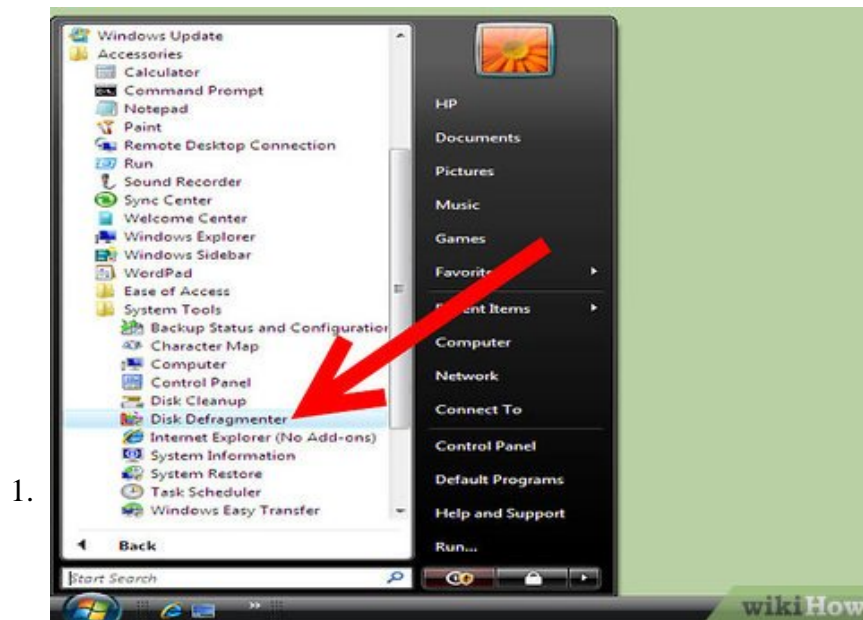 Windows Update
Accessories
Calculator
Command Prompt
Notepad
Paint
Remote Desktop Connection
Run
Sound Recorder
Sync Center
Welcome Center
Windows Explorer
Windows Sidebar
WordPad
Ease of Access
System Tools
Backup Status and Configuration
Character Map
Computer
Control Panel
Disk Cleanup
Disk Defragmenter
Internet Explorer (No Add-ons)
System Information
System Restore
Task Scheduler
Windows Easy Transfer
Back
Start Search
HP
Documents
Pictures
Music
Games
Favorite
Items
Computer
Network
Connect To
Control Panel
Default Programs
Help and Support
Run...
1.
wikiHow